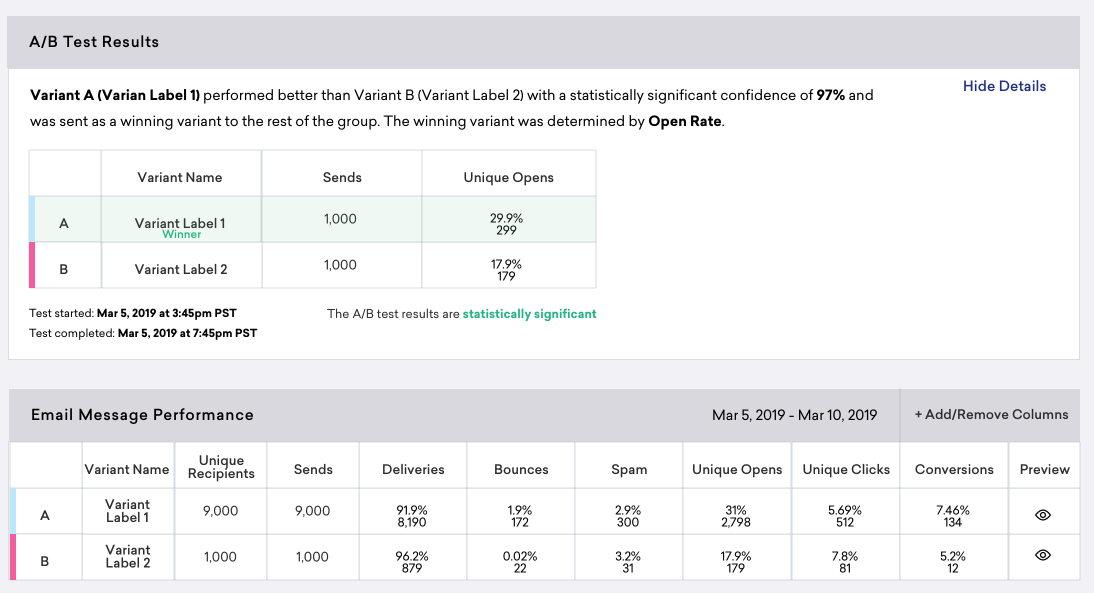 A/B Test Results
Variant A (Varian Label 1) performed better than Variant B (Variant Label 2) with a statistically significant confidence of 97% and
was sent as a winning variant to the rest of the group. The winning variant was determined by Open Rate.
Hide Details
Variant Name Sends Unique Opens
A Variant Label 1 Winner 1,000 29.9% 299
B Variant Label 2 1,000 17.9% 179
Test started: Mar 5, 2019 at 3:45pm PST
The A/B test results are statistically significant
Test completed: Mar 5, 2019 at 7:45pm PST
Email Message Performance
Mar 5, 2019 - Mar 10, 2019
+ Add/Remove Columns
Variant Name Unique Recipients Sends Deliveries Bounces Spam Unique Opens Unique Clicks Conversions Preview
A Variant Label 1 9,000 9,000 91.9% 8,190 1.9% 172 2.9% 300 31% 2,798 5.69% 512 7.46% 134
B Variant Label 2 1,000 1,000 96.2% 879 0.02% 22 3.2% 31 17.9% 179 7.8% 81 5.2% 12